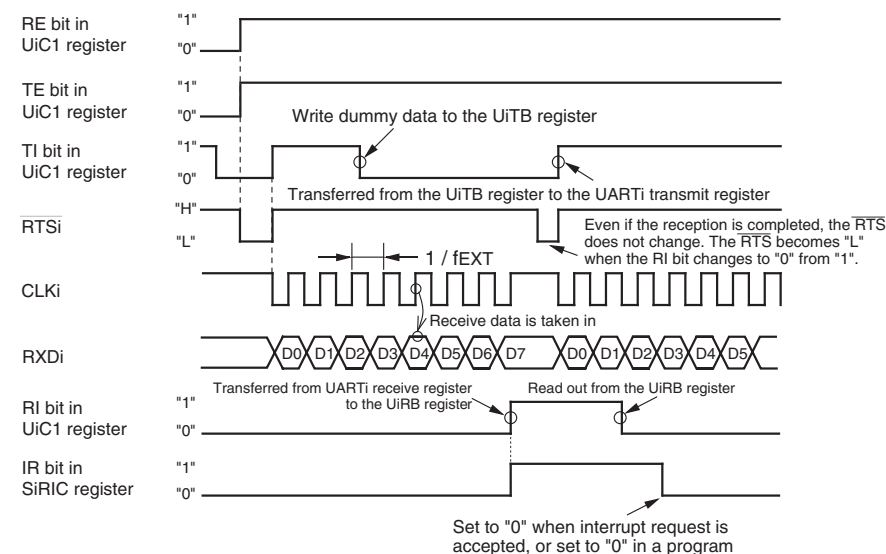 RE bit in
UiC1 register
"1"
"0"
TE bit in
UiC1 register
"1"
"0"
Write dummy data to the UiTB register
TI bit in
UiC1 register
"1"
"0"
Transferred from the UiTB register to the UARTi transmit register
RTSi
"H"
"L"
Even if the reception is completed, the RTS
does not change. The RTS becomes "L"
when the RI bit changes to "0" from "1".
1 / fEXT
CLKi
Receive data is taken in
RXDi
D0 D1 D2 D3 D4 D5 D6 D7 D0 D1 D2 D3 D4 D5
Transferred from UARTi receive register
to the UiRB register
Read out from the UiRB register
RI bit in
UiC1 register
"1"
"0"
IR bit in
SiRIC register
"1"
"0"
Set to "0" when interrupt request is
accepted, or set to "0" in a program